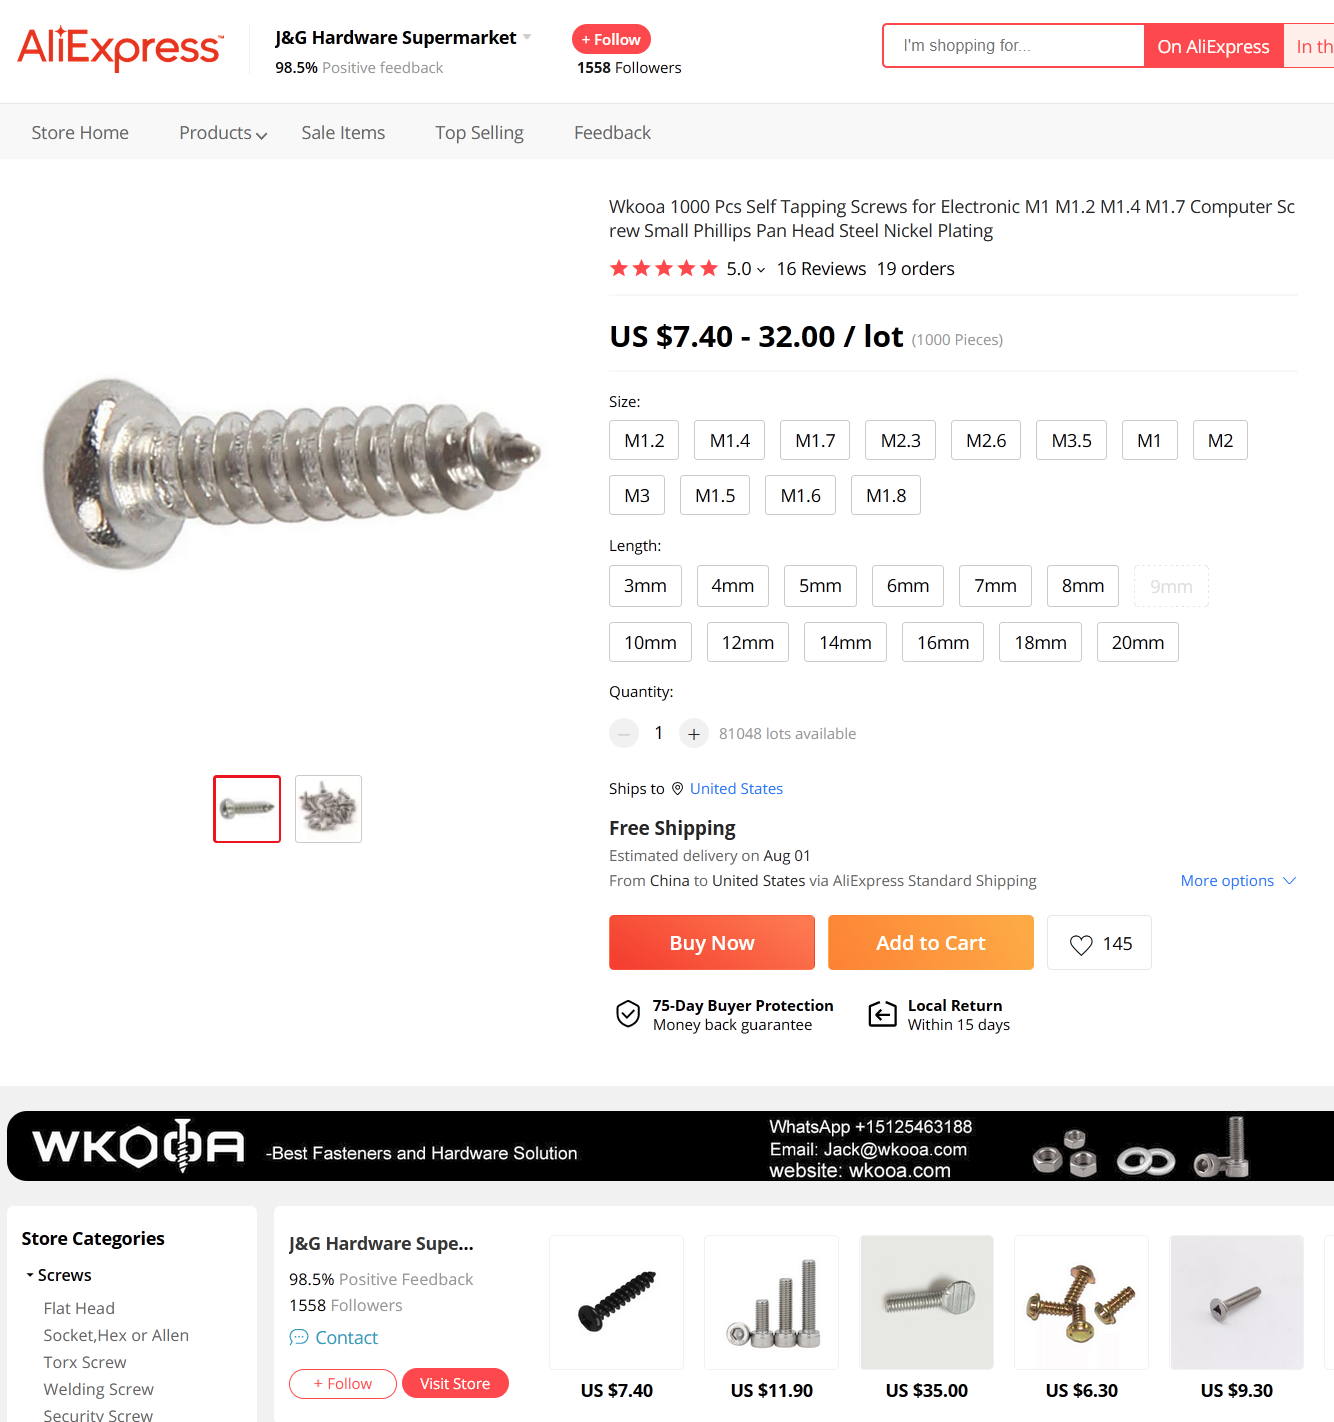 AliExpress™
J&G Hardware Supermarket
98.5% Positive feedback
+ Follow
1558 Followers
I'm shopping for...
On AliExpress
In th
Store Home
Products
Sale Items
Top Selling
Feedback
Wkooa 1000 Pcs Self Tapping Screws for Electronic M1 M1.2 M1.4 M1.7 Computer Sc
rew Small Phillips Pan Head Steel Nickel Plating
5.0 16 Reviews 19 orders
US $7.40 - 32.00 / lot (1000 Pieces)
Size:
M1.2 M1.4 M1.7 M2.3 M2.6 M3.5 M1 M2
M3 M1.5 M1.6 M1.8
Length:
3mm 4mm 5mm 6mm 7mm 8mm 9mm
10mm 12mm 14mm 16mm 18mm 20mm
Quantity:
1 + 81048 lots available
Ships to United States
Free Shipping
Estimated delivery on Aug 01
From China to United States via AliExpress Standard Shipping
More options
Buy Now
Add to Cart
145
75-Day Buyer Protection
Money back guarantee
Local Return
Within 15 days
WKOOA
-Best Fasteners and Hardware Solution
WhatsApp +15125463188
Email: Jack@wkooa.com
website: wkooa.com
Store Categories
Screws
Flat Head
Socket,Hex or Allen
Torx Screw
Welding Screw
Security Screw
J&G Hardware Supe...
98.5% Positive Feedback
1558 Followers
Contact
+ Follow
Visit Store
US $7.40
US $11.90
US $35.00
US $6.30
US $9.30